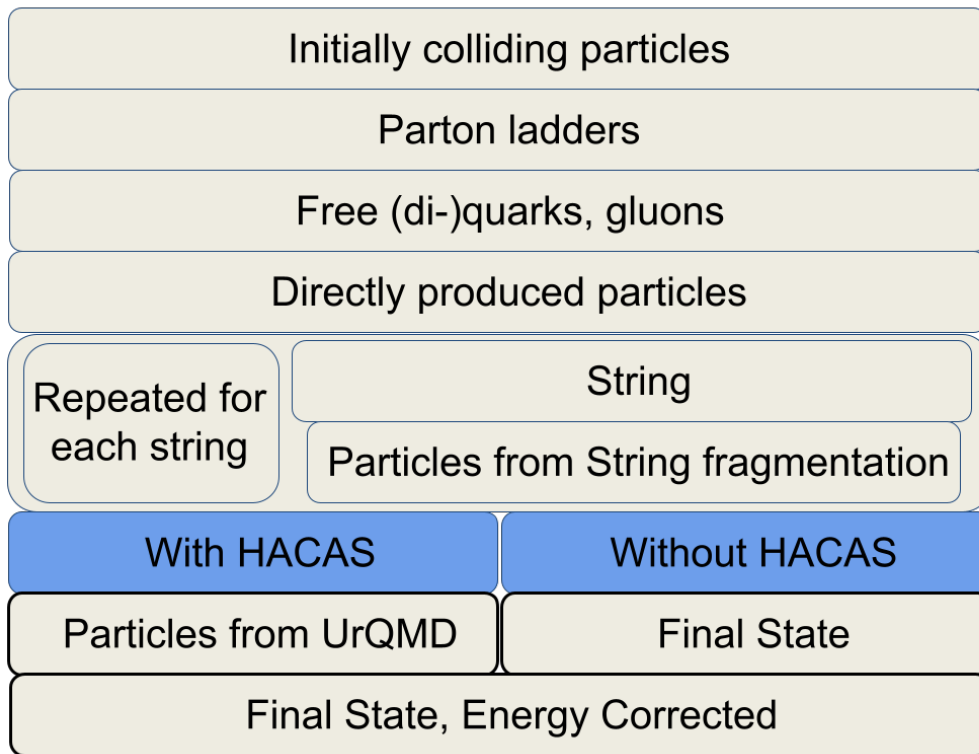 Initially colliding particles
Parton ladders
Free (di-)quarks, gluons
Directly produced particles
Repeated for
each string
String
Particles from String fragmentation
With HACAS
Without HACAS
Particles from UrQMD
Final State
Final State, Energy Corrected